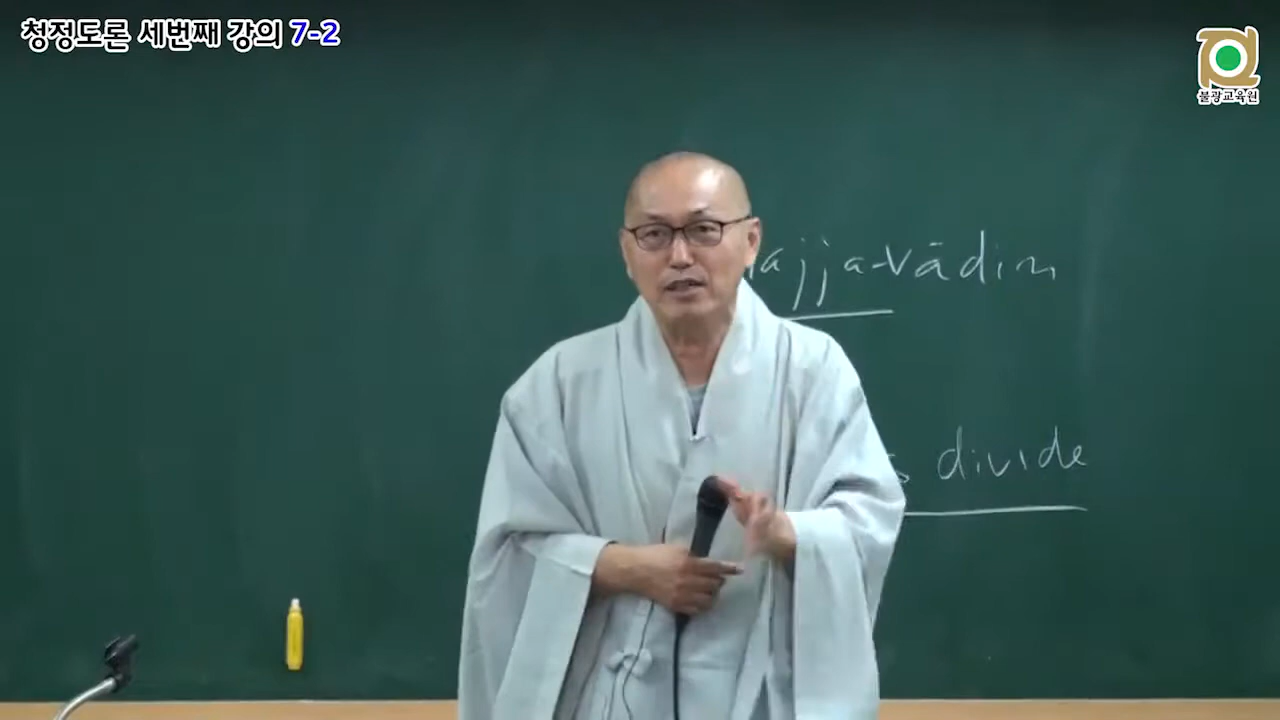 청정도론 세번째 강의 7-2
불광교육원
ajja-vādin
divide